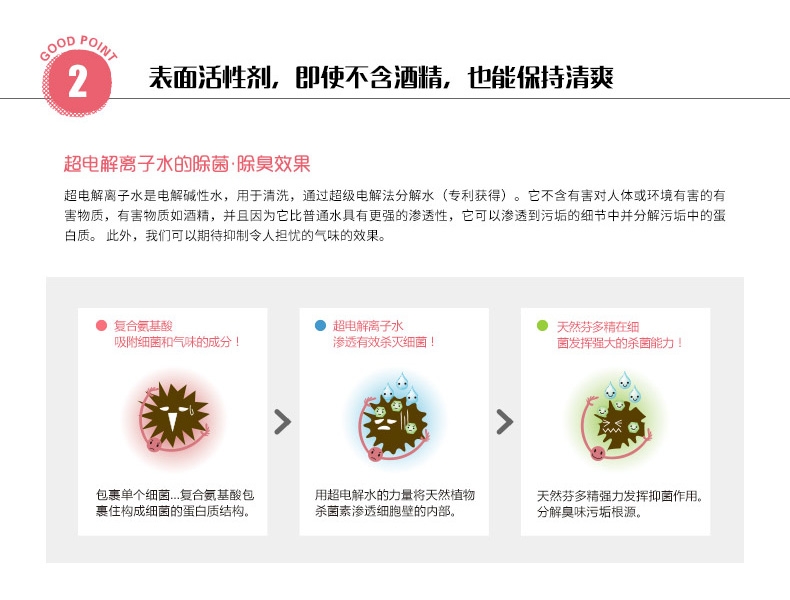 GOOD POINT
2
表面活性剂，即使不含酒精，也能保持清爽
超电解离子水的除菌·除臭效果
超电解离子水是电解碱性水，用于清洗，通过超级电解法分解水（专利获得）。它不含有害对人体或环境有害的有
害物质，有害物质如酒精，并且因为它比普通水具有更强的渗透性，它可以渗透到污垢的细节中并分解污垢中的蛋
白质。 此外，我们可以期待抑制令人担忧的气味的效果。
复合氨基酸
吸附细菌和气味的成分！
包裹单个细菌...复合氨基酸包
裹住构成细菌的蛋白质结构。
超电解离子水
渗透有效杀灭细菌！
用超电解水的力量将天然植物
杀菌素渗透细胞壁的内部。
天然芬多精在细
菌发挥强大的杀菌能力！
天然芬多精强力发挥抑菌作用。
分解臭味污垢根源。